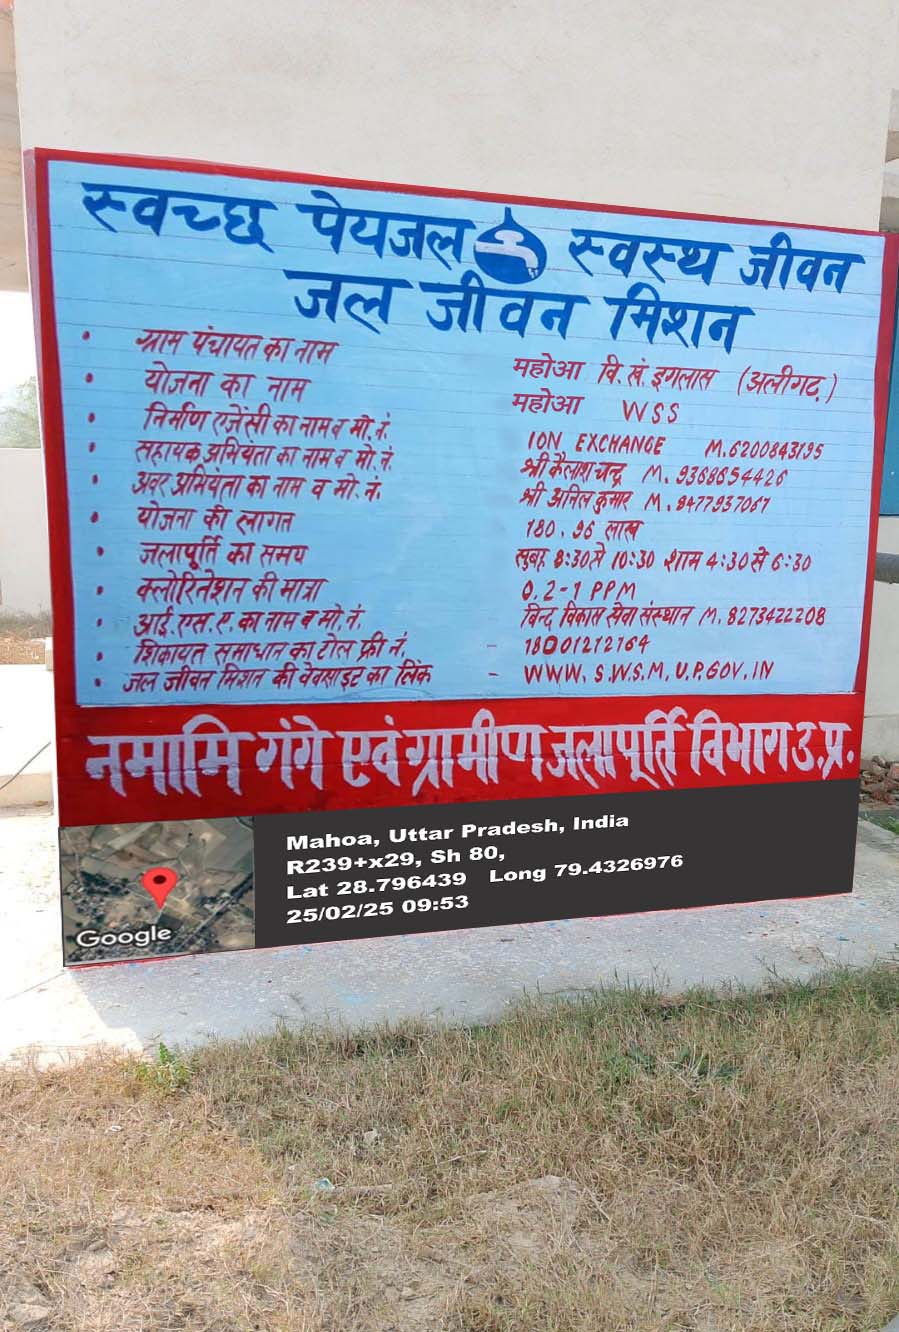 स्वच्छ पेयजल स्वस्थ जीवन
जल जीवन मिशन
• ग्राम पंचायत का नाम महोआ वि.खं. इगलास (अलीगढ़)
• योजना का नाम महोआ WSS
• निर्माण एजेंसी का नाम व मो.नं. ION EXCHANGE M.6200843195
• सहायक अभियंता का नाम व मो.नं. श्री कैलाश चन्द्र M. 9368654426
• अवर अभियंता का नाम व मो.नं. श्री अनिल कुमार M. 9477937067
• योजना की लागत 180.96 लाख
• जलापूर्ति का समय सुबह 8:30 से 10:30 शाम 4:30 से 6:30
• क्लोरिनेशन की मात्रा 0.2-1 PPM
• आई.एस.ए. का नाम व मो.नं. बिन्द विकास सेवा संस्थान M. 8273422208
• शिकायत समाधान का टोल फ्री नं. - 18001212164
• जल जीवन मिशन की वेवसाइट का लिंक - WWW.S.W.S.M.U.P.GOV.IN
नमामि गंगे एवं ग्रामीण जलापूर्ति विभाग उ.प्र.
Mahoa, Uttar Pradesh, India
R239+x29, Sh 80,
Lat 28.796439 Long 79.4326976
25/02/25 09:53
Google